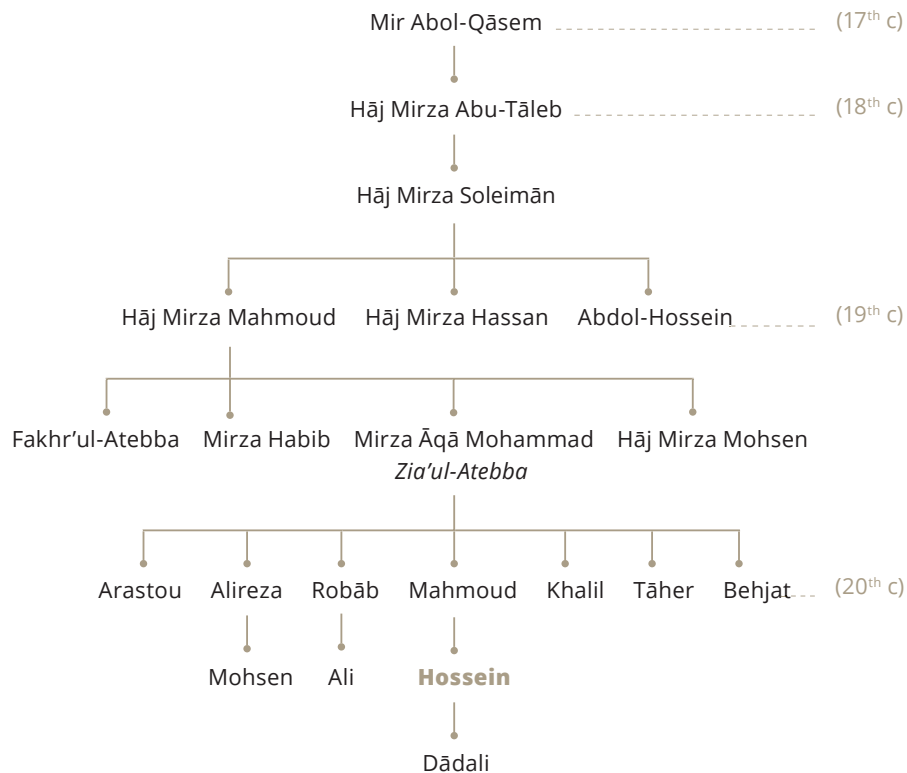 Mir Abol-Qāsem (17th c)
Hāj Mirza Abu-Tāleb (18th c)
Hāj Mirza Soleimān
Hāj Mirza Mahmoud Hāj Mirza Hassan Abdol-Hossein (19th c)
Fakhr’ul-Atebba Mirza Habib Mirza Āqā Mohammad Hāj Mirza Mohsen
Zia’ul-Atebba
Arastou Alireza Robāb Mahmoud Khalil Tāher Behjat (20th c)
Mohsen Ali Hossein
Dādali